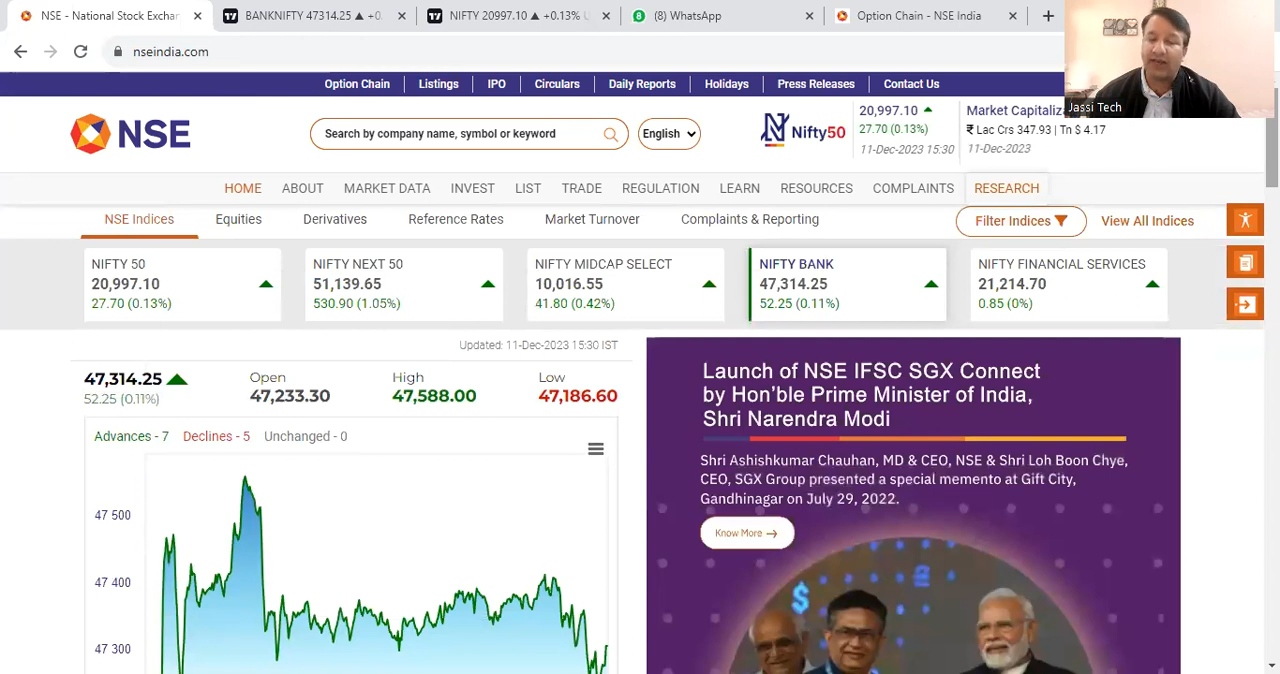 NSE - National Stock Exchar
BANKNIFTY 47314.25 ▲ +0.
NIFTY 20997.10 ▲ +0.13% U
(8) WhatsApp
Option Chain - NSE India
nseindia.com
Jassi Tech
Option Chain
Listings
IPO
Circulars
Daily Reports
Holidays
Press Releases
Contact Us
NSE
Search by company name, symbol or keyword
English
Nifty50
20,997.10
27.70 (0.13%)
11-Dec-2023 15:30
Market Capitaliza
₹ Lac Crs 347.93 | Tn $ 4.17
11-Dec-2023
HOME ABOUT MARKET DATA INVEST LIST TRADE REGULATION LEARN RESOURCES COMPLAINTS RESEARCH
NSE Indices Equities Derivatives Reference Rates Market Turnover Complaints & Reporting
Filter Indices
View All Indices
NIFTY 50
20,997.10
27.70 (0.13%)
NIFTY NEXT 50
51,139.65
530.90 (1.05%)
NIFTY MIDCAP SELECT
10,016.55
41.80 (0.42%)
NIFTY BANK
47,314.25
52.25 (0.11%)
NIFTY FINANCIAL SERVICES
21,214.70
0.85 (0%)
Updated: 11-Dec-2023 15:30 IST
47,314.25
52.25 (0.11%)
Open
47,233.30
High
47,588.00
Low
47,186.60
Advances - 7 Declines - 5 Unchanged - 0
47 500
47 400
47 300
Launch of NSE IFSC SGX Connect
by Hon'ble Prime Minister of India,
Shri Narendra Modi
Shri Ashishkumar Chauhan, MD & CEO, NSE & Shri Loh Boon Chye,
CEO, SGX Group presented a special memento at Gift City,
Gandhinagar on July 29, 2022.
Know More →
$